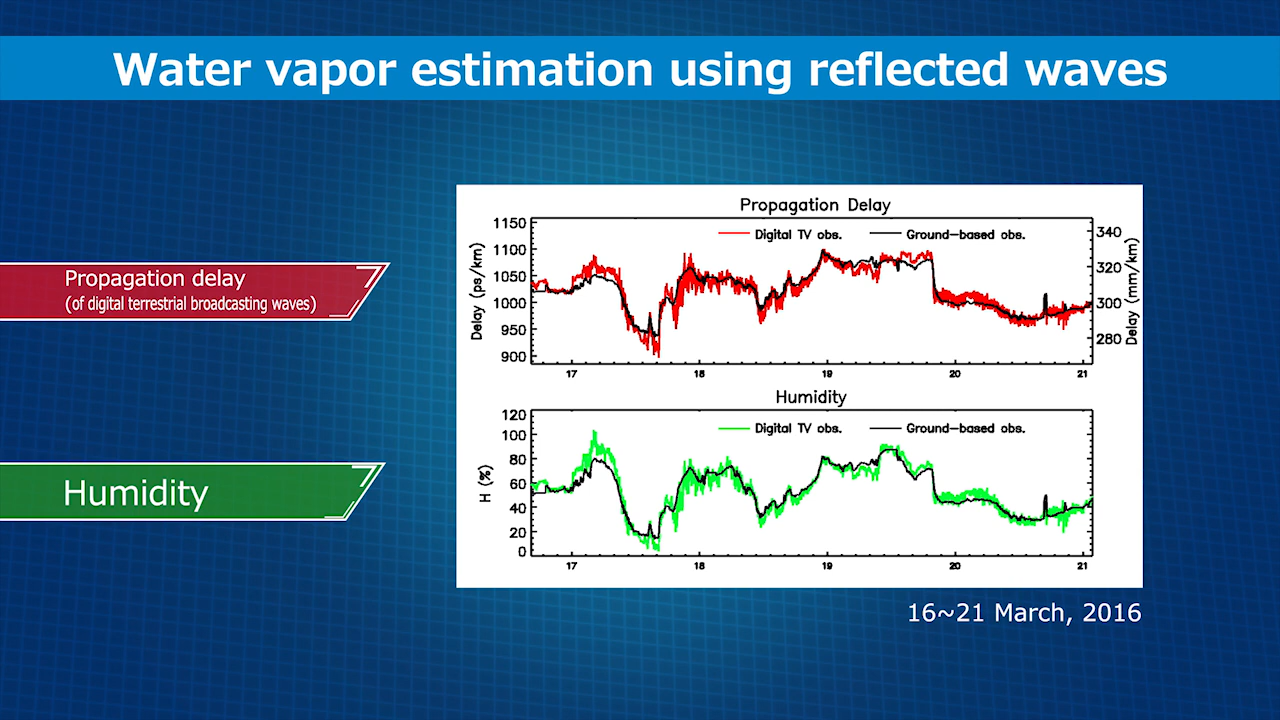 Water vapor estimation using reflected waves
Propagation delay
(of digital terrestrial broadcasting waves)
Humidity
Propagation Delay
Digital TV obs.
Ground-based obs.
Delay (ps/km)
1150
1100
1050
1000
950
900
340
320
300
280
Delay (mm/km)
17 18 19 20 21
Humidity
Digital TV obs.
Ground-based obs.
H (%)
120
100
80
60
40
20
0
17 18 19 20 21
16~21 March, 2016